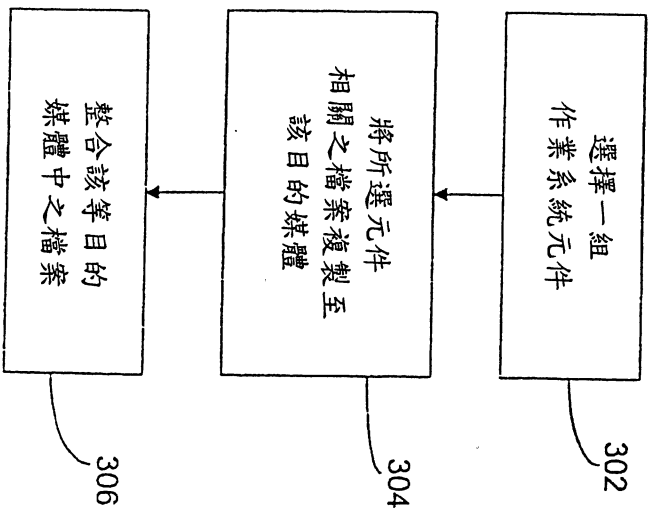 選擇一組
作業系統元件
302
將所選元件
相關之檔案複製至
該目的媒體
304
整合該等目的
媒體中之檔案
306